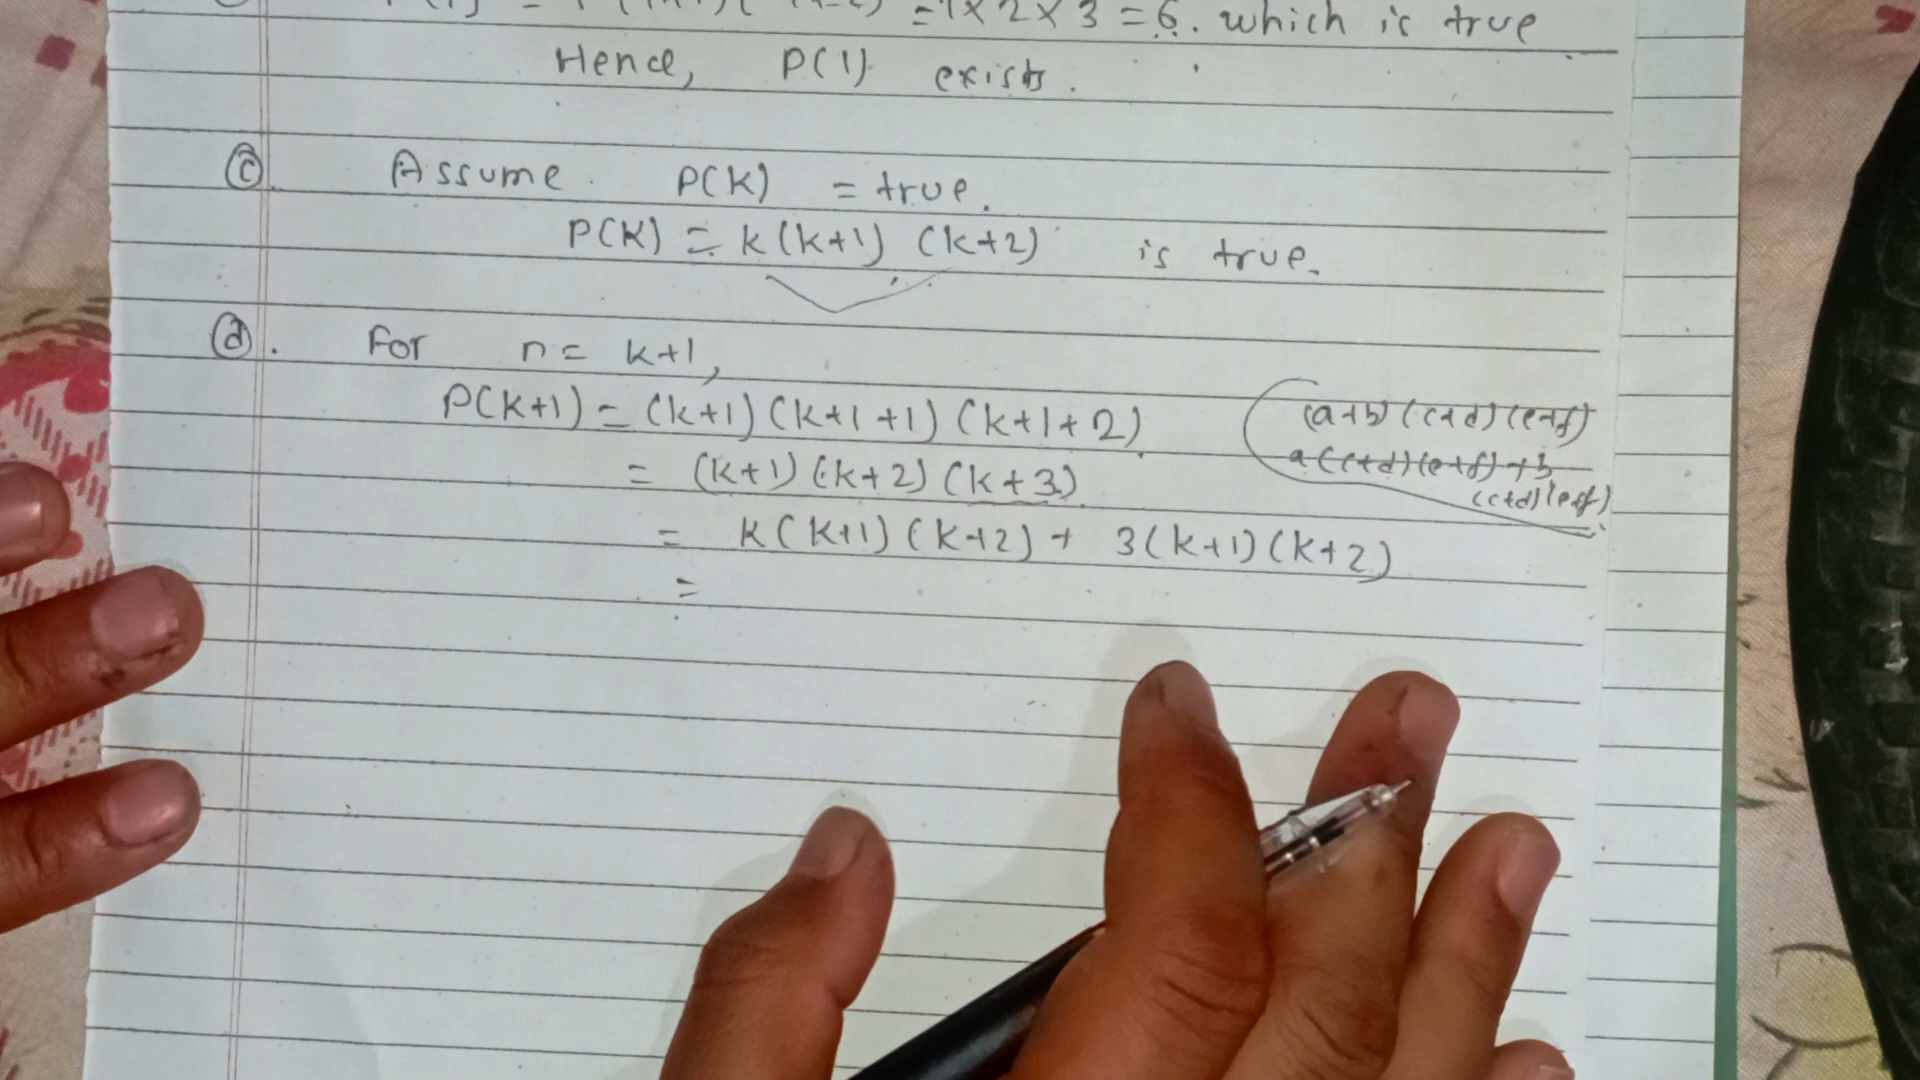 = 1×2×3 = 6. which is true
Hence, P(1) exists.
ⓒ. Assume P(K) = true.
P(K) = k(k+1) (k+2) is true.
ⓓ. For n = k+1,
P(k+1) = (k+1) (k+1+1) (k+1+2)
= (k+1) (k+2) (k+3)
= k(k+1) (k+2) + 3(k+1) (k+2)
=
(a+b) (c+d) (e+f)
a(c+d)(e+f) + b
(c+d)(e+f)